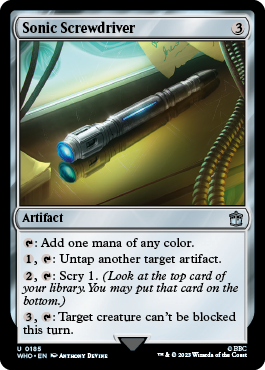 Sonic Screwdriver 3
Artifact
T: Add one mana of any color.
1, T: Untap another target artifact.
2, T: Scry 1. (Look at the top card of
your library. You may put that card on the
bottom.)
3, T: Target creature can't be blocked
this turn.
U 0185
WHO • EN Anthony Devine
© BBC
™ & © 2023 Wizards of the Coast